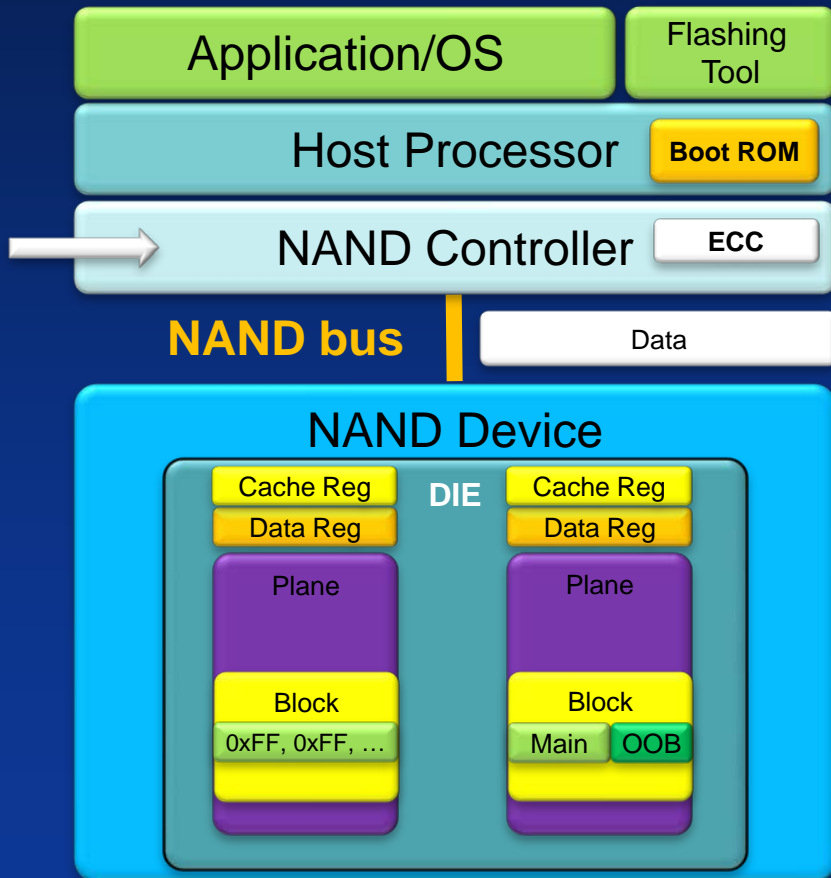 Application/OS
Flashing
Tool
Host Processor
Boot ROM
NAND Controller
ECC
NAND bus
Data
NAND Device
Cache Reg
DIE
Cache Reg
Data Reg
Data Reg
Plane
Plane
Block
Block
0xFF, 0xFF, …
Main
OOB